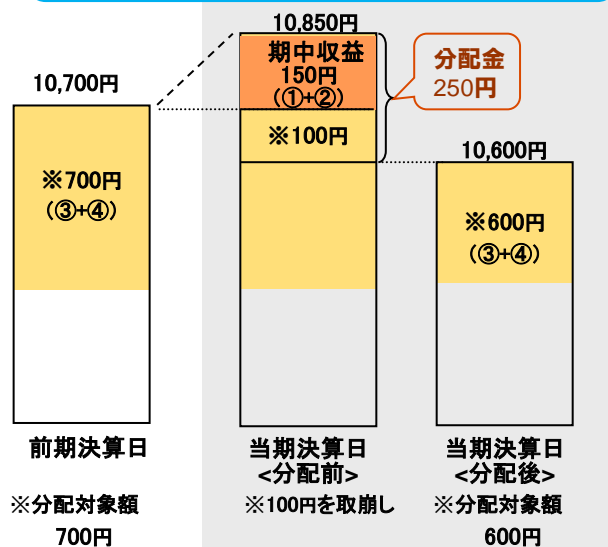 10,850円
10,700円
期中収益
150円
(①+②)
分配金
250円
※100円
10,600円
※700円
(③+④)
※600円
(③+④)
前期決算日
当期決算日
<分配前>
当期決算日
<分配後>
※分配対象額
700円
※100円を取崩し
※分配対象額
600円